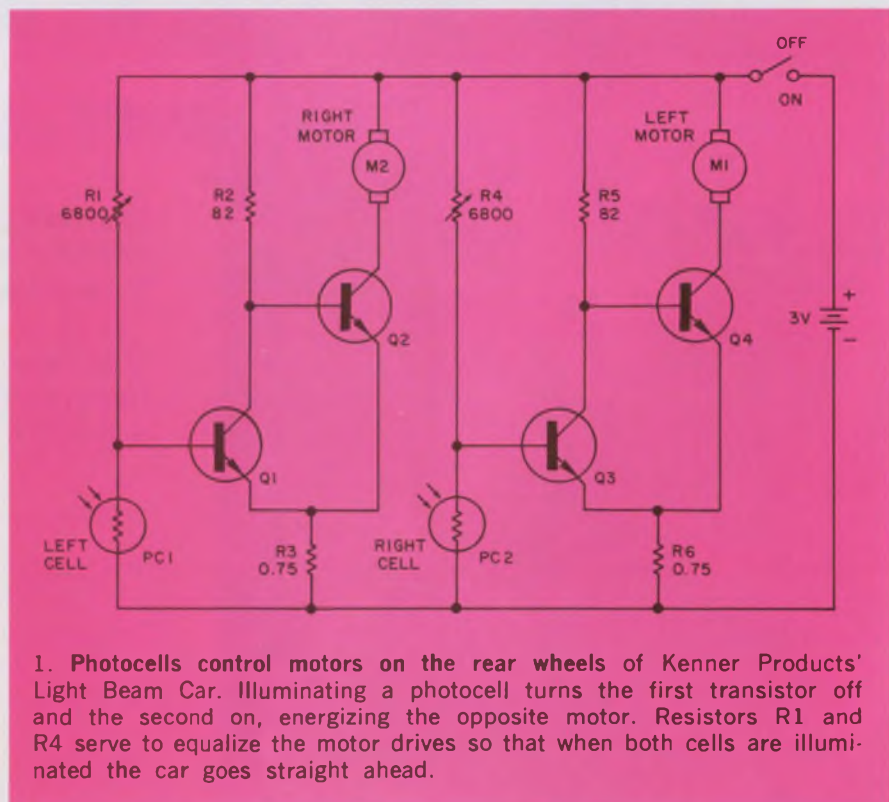 OFF
ON
RIGHT
MOTOR
LEFT
MOTOR
M2
M1
R1
6800
R2
82
R4
6800
R5
82
+
3V
−
Q2
Q4
Q1
Q3
LEFT
CELL
PC1
R3
0.75
RIGHT
CELL
PC2
R6
0.75
1. Photocells control motors on the rear wheels of Kenner Products'
Light Beam Car. Illuminating a photocell turns the first transistor off
and the second on, energizing the opposite motor. Resistors R1 and
R4 serve to equalize the motor drives so that when both cells are illumi-
nated the car goes straight ahead.